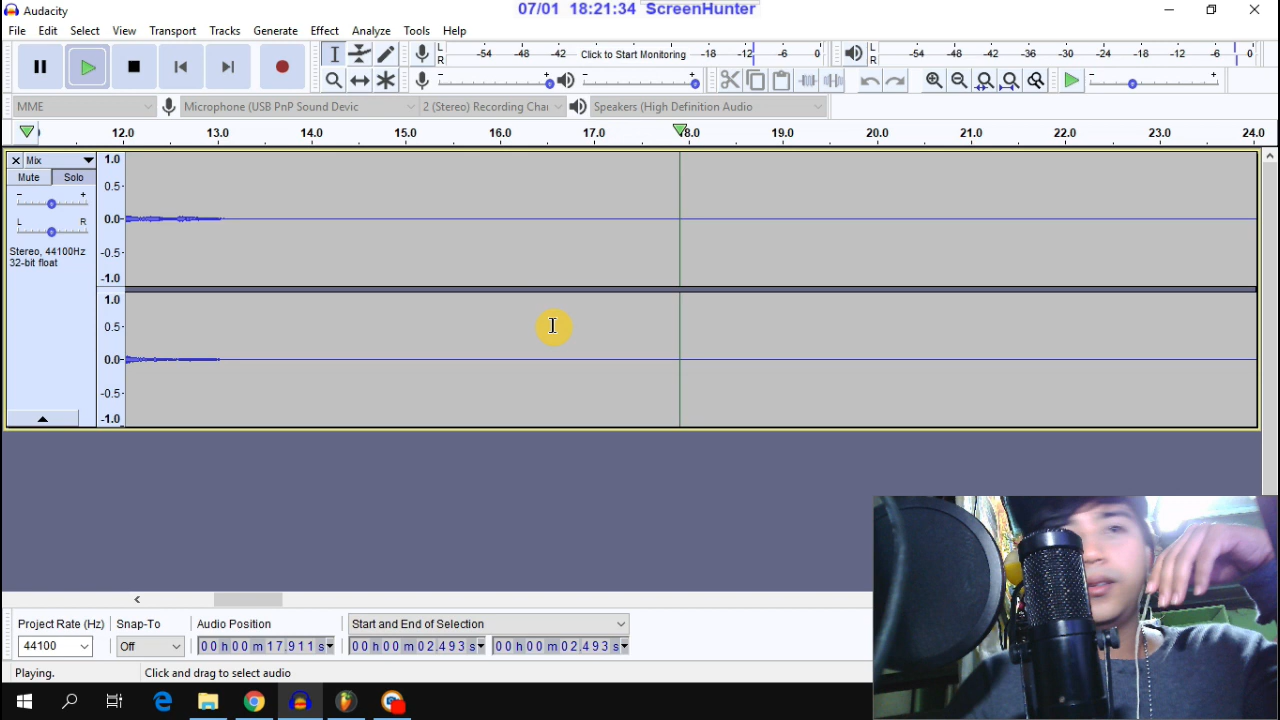 Audacity
07/01 18:21:34 ScreenHunter
File Edit Select View Transport Tracks Generate Effect Analyze Tools Help
L R -54 -48 -42 Click to Start Monitoring -18 -12 -6 0 L R -54 -48 -42 -36 -30 -24 -18 -12 -6 0
MME Microphone (USB PnP Sound Devic 2 (Stereo) Recording Chai Speakers (High Definition Audio
12.0 13.0 14.0 15.0 16.0 17.0 18.0 19.0 20.0 21.0 22.0 23.0 24.0
Mix 1.0
Mute Solo 0.5
- + 0.0
L R
Stereo, 44100Hz -0.5
32-bit float
-1.0
1.0
0.5
0.0
-0.5
-1.0
Project Rate (Hz) Snap-To Audio Position Start and End of Selection
44100 Off 00 h 00 m 17,911 s 00 h 00 m 02,493 s 00 h 00 m 02,493 s
Playing. Click and drag to select audio